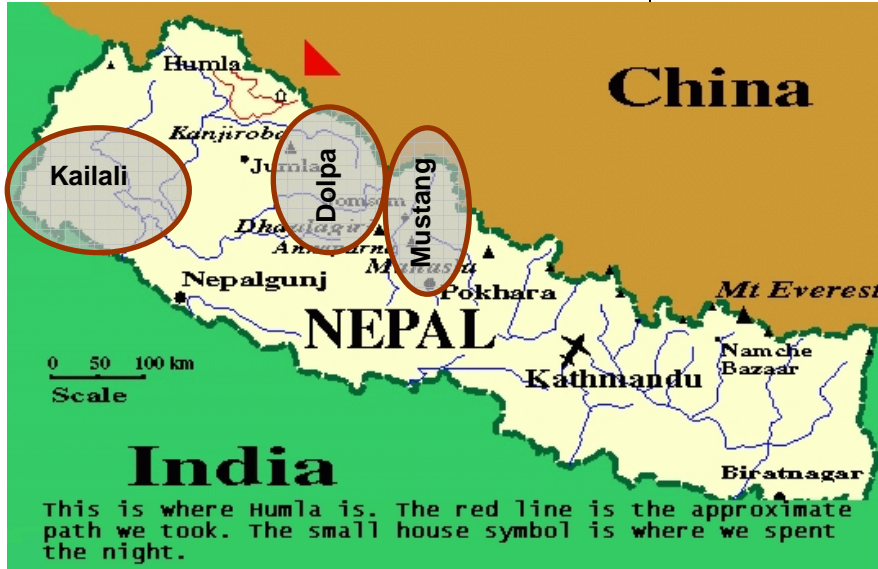 China
Humla
Kanjiroba
Jumla
Kailali
Dolpa
Mustang
Jomsom
Dhaulagiri
Annapurna
Manaslu
Nepalgunj
Pokhara
Mt Everest
NEPAL
0 50 100 km
Scale
Namche
Bazaar
Kathmandu
India
Biratnagar
This is where Humla is. The red line is the approximate
path we took. The small house symbol is where we spent
the night.